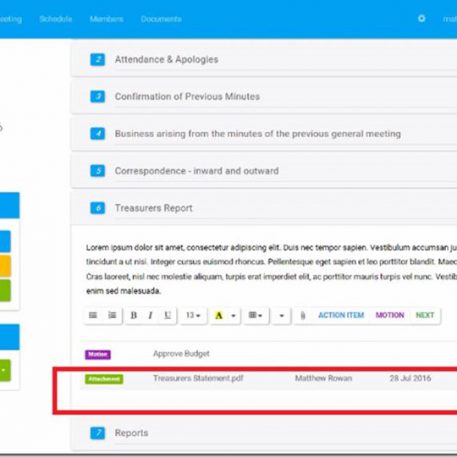 eeting Schedule Members Documents mat
2 Attendance & Apologies
3 Confirmation of Previous Minutes
4 Business arising from the minutes of the previous general meeting
5 Correspondence - inward and outward
6 Treasurers Report
Lorem ipsum dolor sit amet, consectetur adipiscing elit. Duis nec tempor sapien. Vestibulum accumsan ju
tincidunt a ut nisi. Integer cursus euismod rhoncus. Pellentesque eget sapien et leo porttitor blandit. Maec
Cras laoreet, nisl nec molestie aliquam, turpis erat imperdiet elit, ac porttitor mauris turpis vel nunc. Vestibu
enim sed malesuada.
B I U 13 A ACTION ITEM MOTION NEXT
Motion Approve Budget
Attachment Treasurers Statement.pdf Matthew Rowan 28 Jul 2016
7 Reports